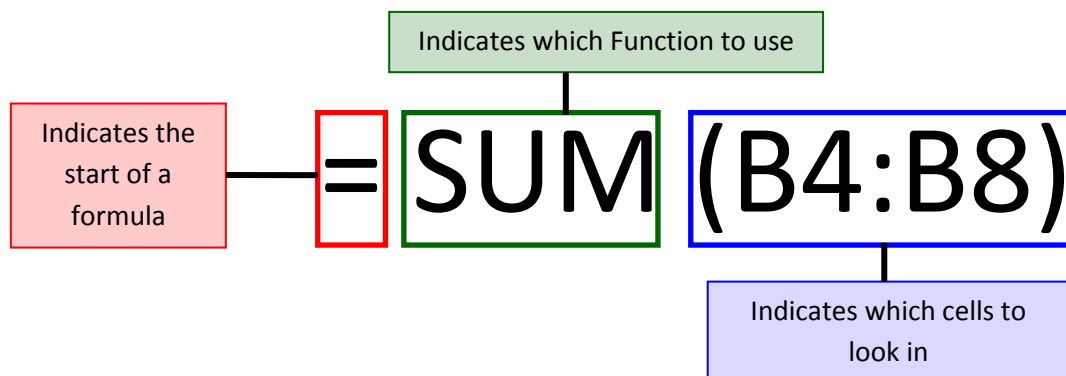 Indicates which Function to use
Indicates the
start of a
formula
= SUM (B4:B8)
Indicates which cells to
look in